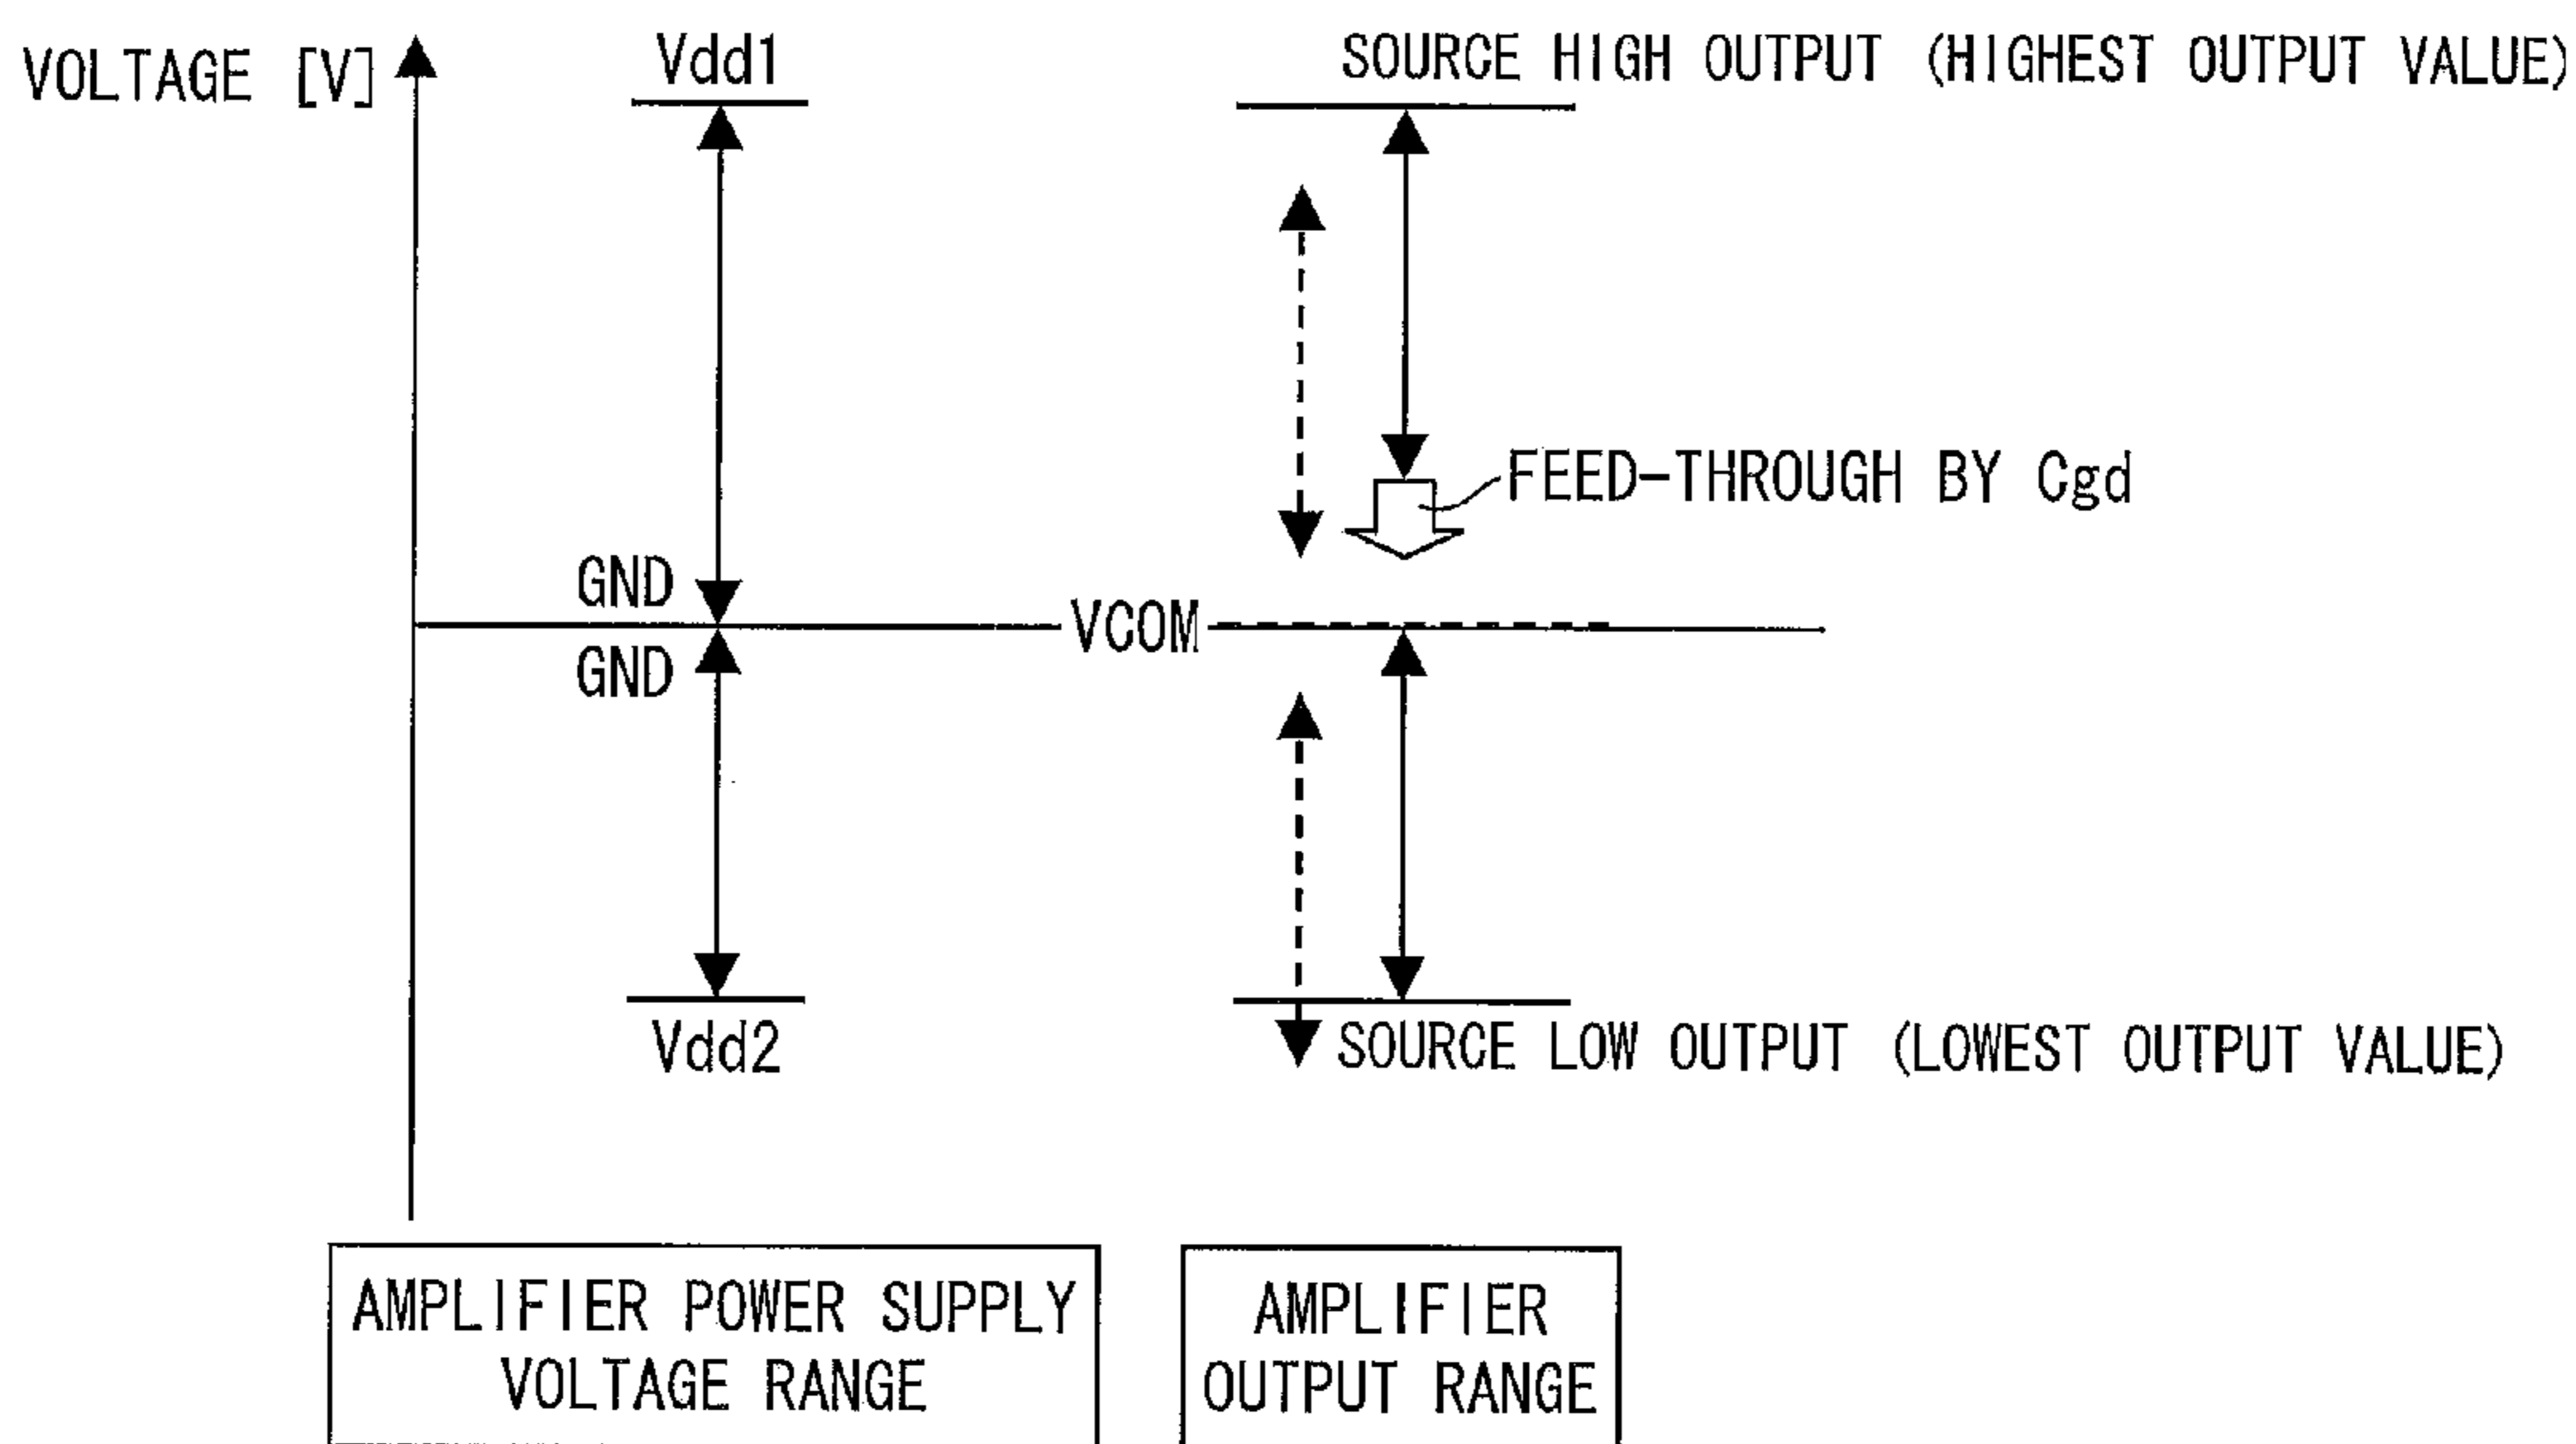 VOLTAGE [V]
Vdd1
SOURCE HIGH OUTPUT (HIGHEST OUTPUT VALUE)
FEED-THROUGH BY Cgd
GND
VCOM
GND
Vdd2
SOURCE LOW OUTPUT (LOWEST OUTPUT VALUE)
AMPLIFIER POWER SUPPLY
VOLTAGE RANGE
AMPLIFIER
OUTPUT RANGE